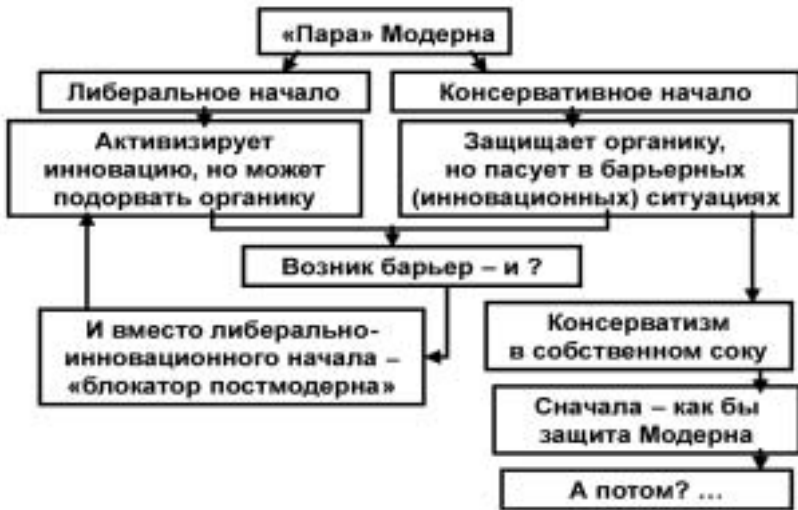 «Пара» Модерна
Либеральное начало
Консервативное начало
Активизирует
инновацию, но может
подорвать органику
Защищает органику,
но пасует в барьерных
(инновационных) ситуациях
Возник барьер – и ?
И вместо либерально-
инновационного начала –
«блокатор постмодерна»
Консерватизм
в собственном соку
Сначала – как бы
защита Модерна
А потом? ...